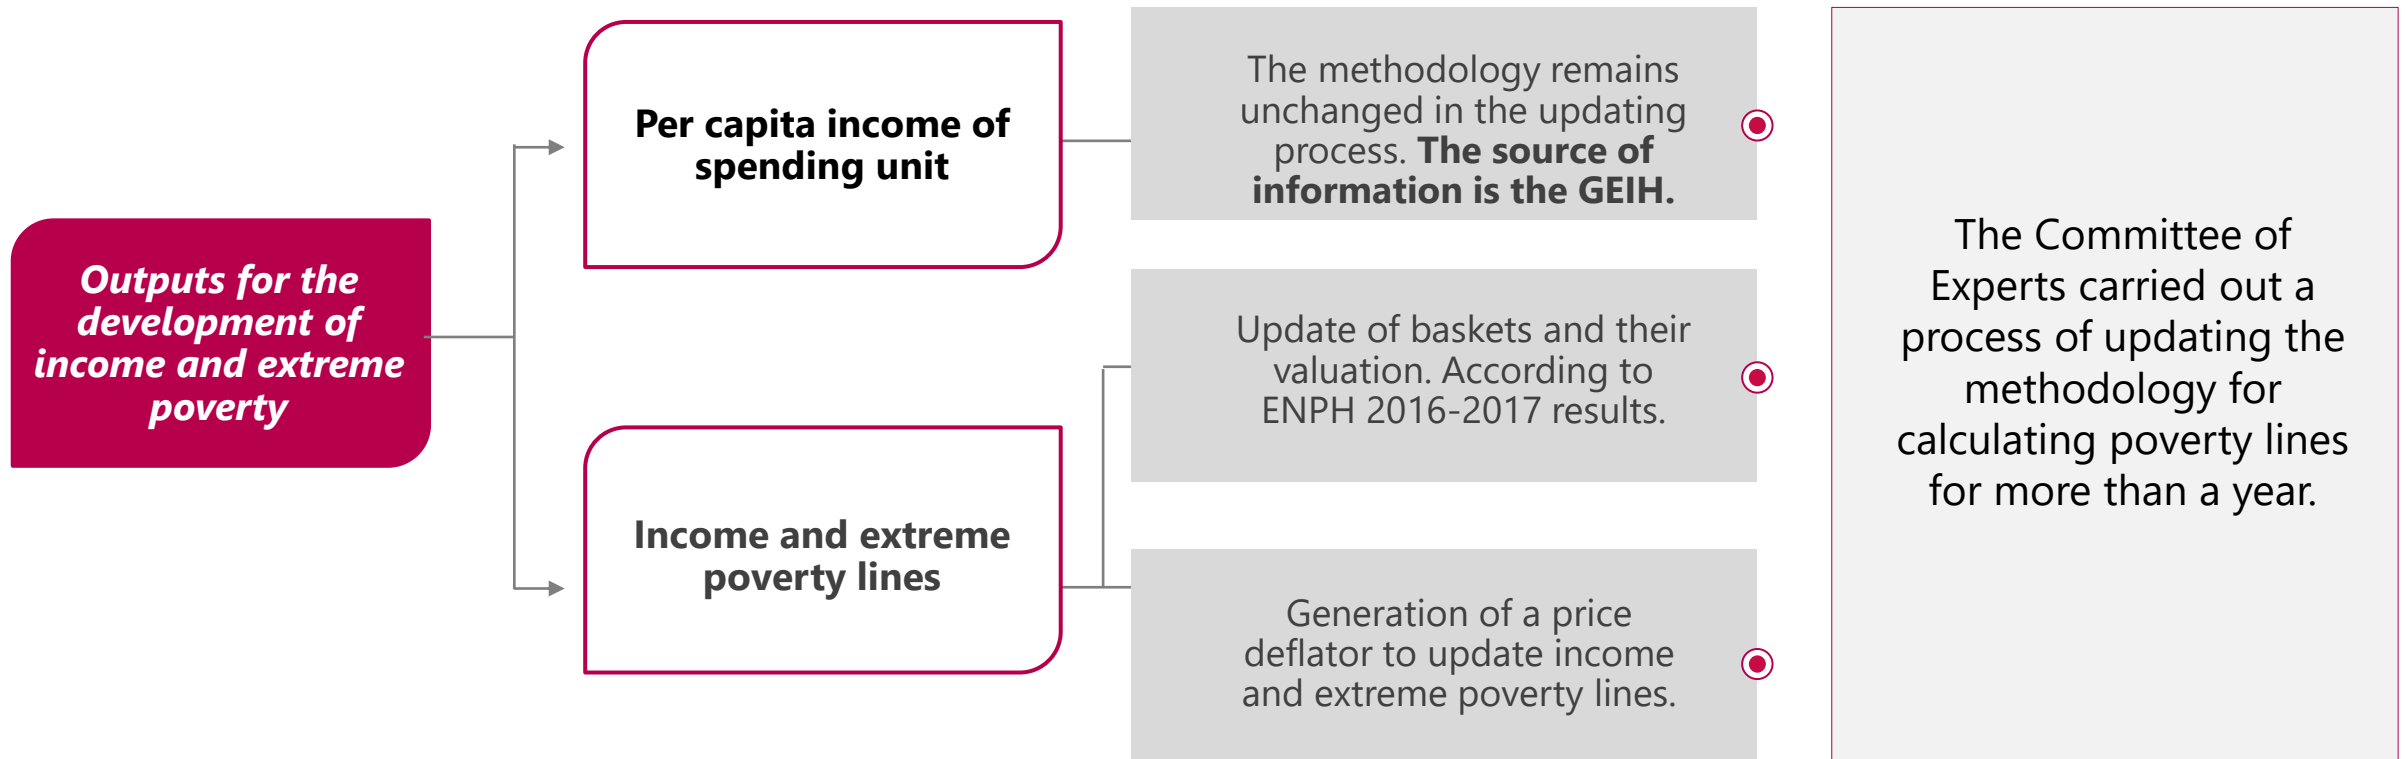 Outputs for the
development of
income and extreme
poverty
Per capita income of
spending unit
The methodology remains
unchanged in the updating
process. The source of
information is the GEIH.
Income and extreme
poverty lines
Update of baskets and their
valuation. According to
ENPH 2016-2017 results.
Generation of a price
deflator to update income
and extreme poverty lines.
The Committee of
Experts carried out a
process of updating the
methodology for
calculating poverty lines
for more than a year.